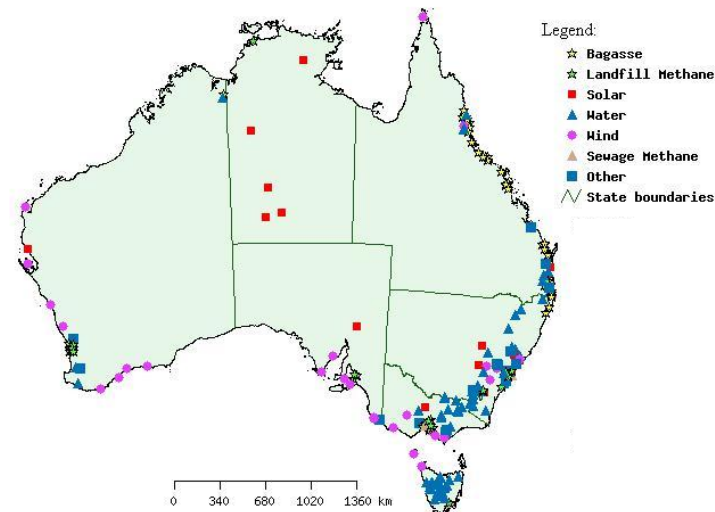 Legend:
Bagasse
Landfill Methane
Solar
Water
Wind
Sewage Methane
Other
State boundaries
0 340 680 1020 1360 km